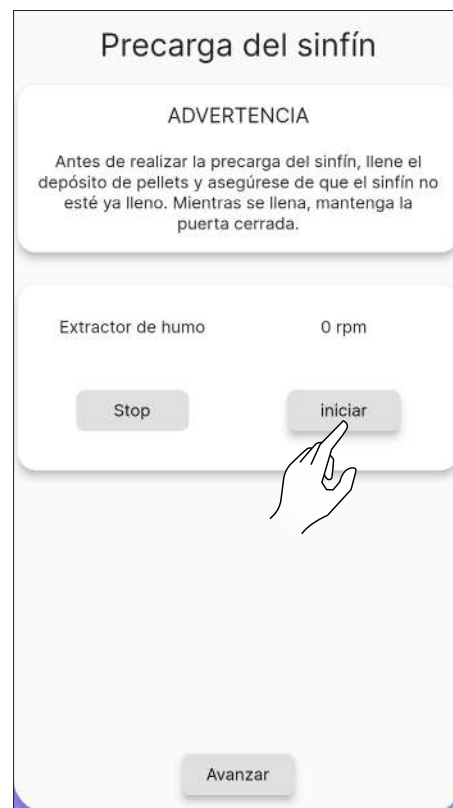 Precarga del sinfín
ADVERTENCIA
Antes de realizar la precarga del sinfín, llene el
depósito de pellets y asegúrese de que el sinfín no
esté ya lleno. Mientras se llena, mantenga la
puerta cerrada.
Extractor de humo 0 rpm
Stop iniciar
Avanzar